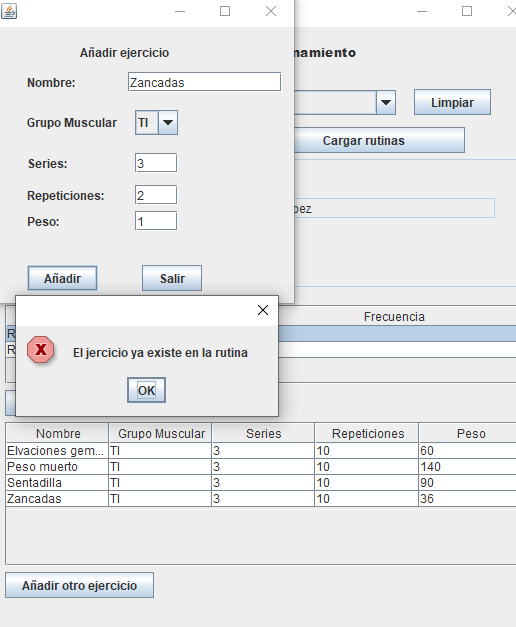 Añadir ejercicio
namiento
Nombre:
Zancadas
Limpiar
Grupo Muscular
TI
Cargar rutinas
Series:
3
Repeticiones:
2
Peso:
1
Añadir
Salir
Frecuencia
R
R
El jercicio ya existe en la rutina
OK
Nombre Grupo Muscular Series Repeticiones Peso
Elvaciones gem... TI 3 10 60
Peso muerto TI 3 10 140
Sentadilla TI 3 10 90
Zancadas TI 3 10 36
Añadir otro ejercicio